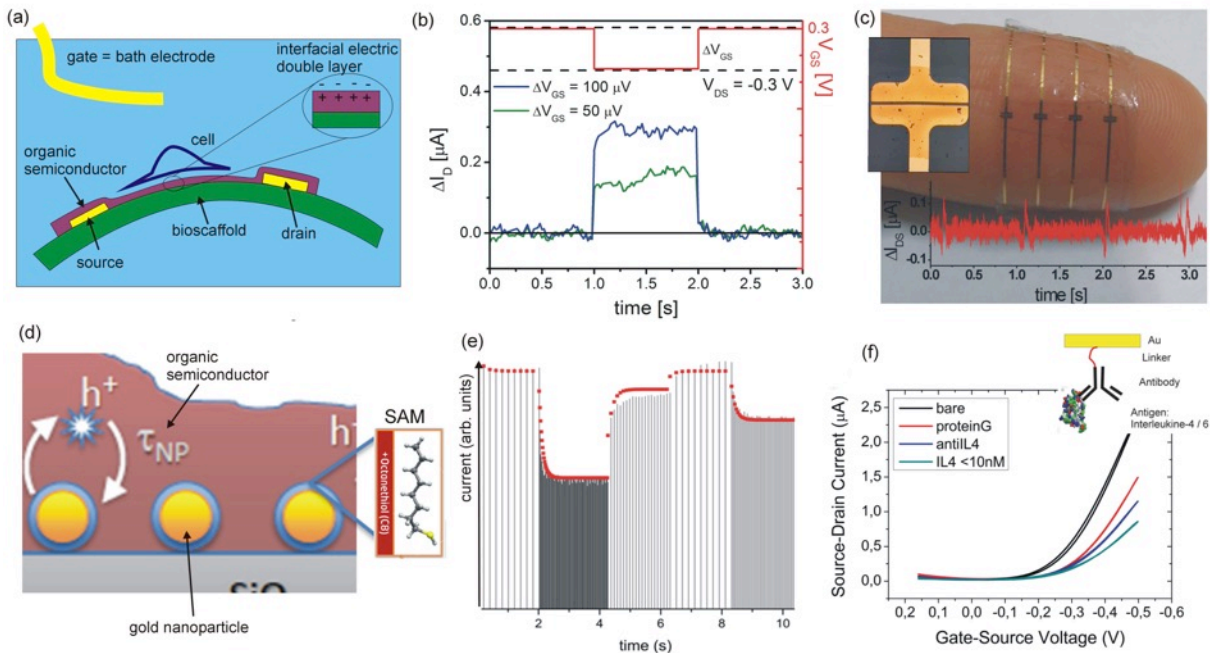 (a)
gate = bath electrode
interfacial electric
double layer
- - - -
+ + + +
cell
organic
semiconductor
bioscaffold
drain
source
(b)
0.6
0.4
0.2
0.0
ΔI_D [µA]
ΔV_GS
V_DS = -0.3 V
ΔV_GS = 100 µV
ΔV_GS = 50 µV
0.3
V_GS [V]
0.0 0.5 1.0 1.5 2.0 2.5 3.0
time [s]
(c)
ΔI_DS [µA]
0.1
0.0
-0.1
0.0 0.5 1.0 1.5 2.0 2.5 3.0
time [s]
(d)
organic
semiconductor
h⁺
τ_NP
SAM
+Octonethiol (C8)
gold nanoparticle
(e)
current (arb. units)
2 4 6 8 10
time (s)
(f)
Au
Linker
Antibody
Antigen:
Interleukine-4 / 6
bare
proteinG
antiIL4
IL4 <10nM
Source-Drain Current (µA)
2,5
2,0
1,5
1,0
0,5
0,0
0,2 0,1 0,0 -0,1 -0,2 -0,3 -0,4 -0,5 -0,6
Gate-Source Voltage (V)